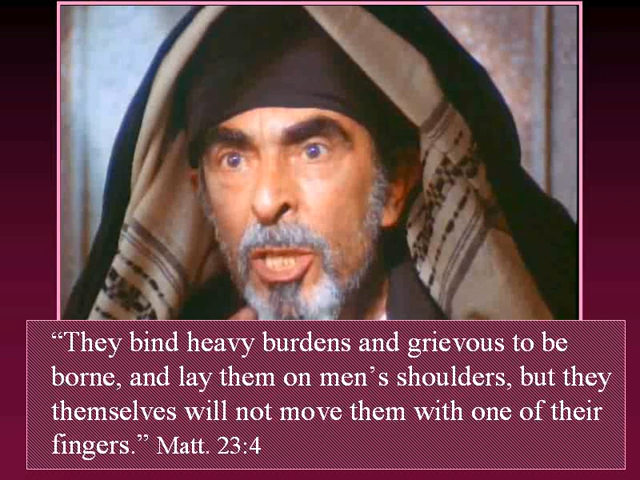 “They bind heavy burdens and grievous to be
borne, and lay them on men’s shoulders, but they
themselves will not move them with one of their
fingers.” Matt. 23:4